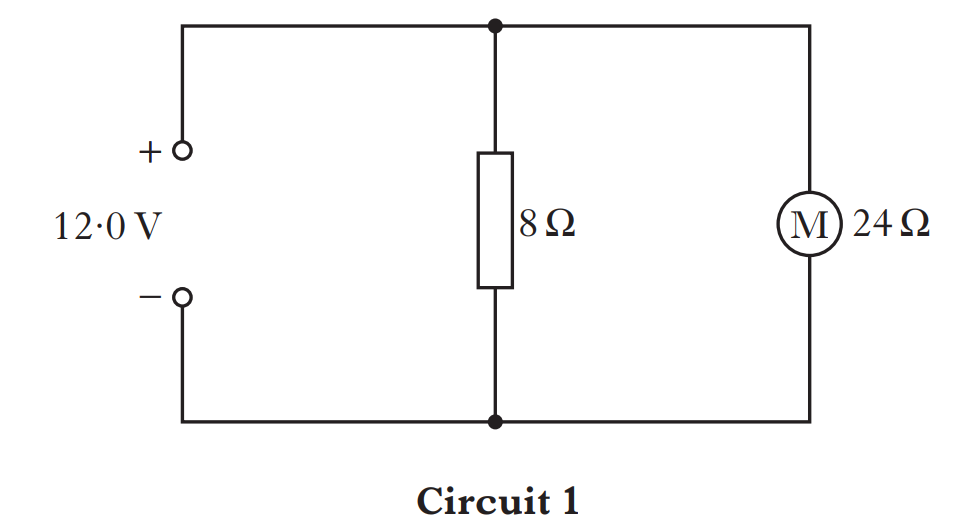 +
12·0 V
8 Ω
M
24 Ω
−
Circuit 1